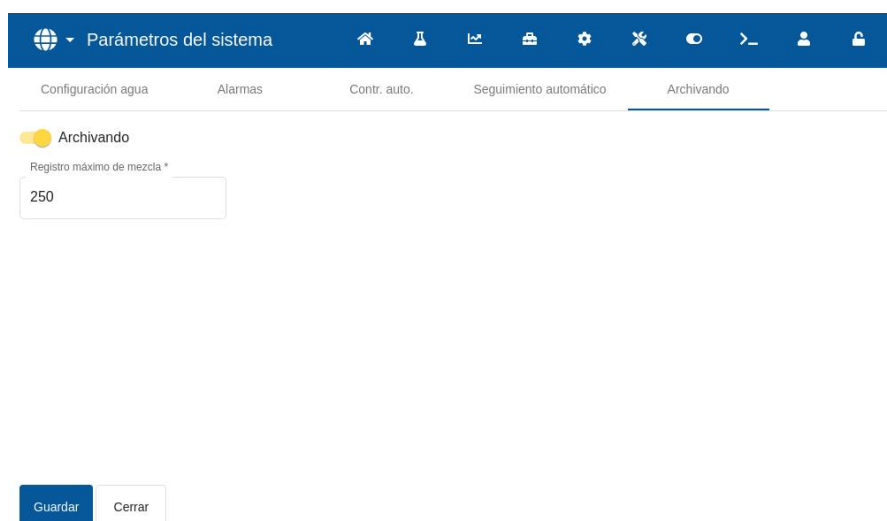 Parámetros del sistema
Configuración agua Alarmas Contr. auto. Seguimiento automático Archivando
Archivando
Registro máximo de mezcla *
250
Guardar Cerrar